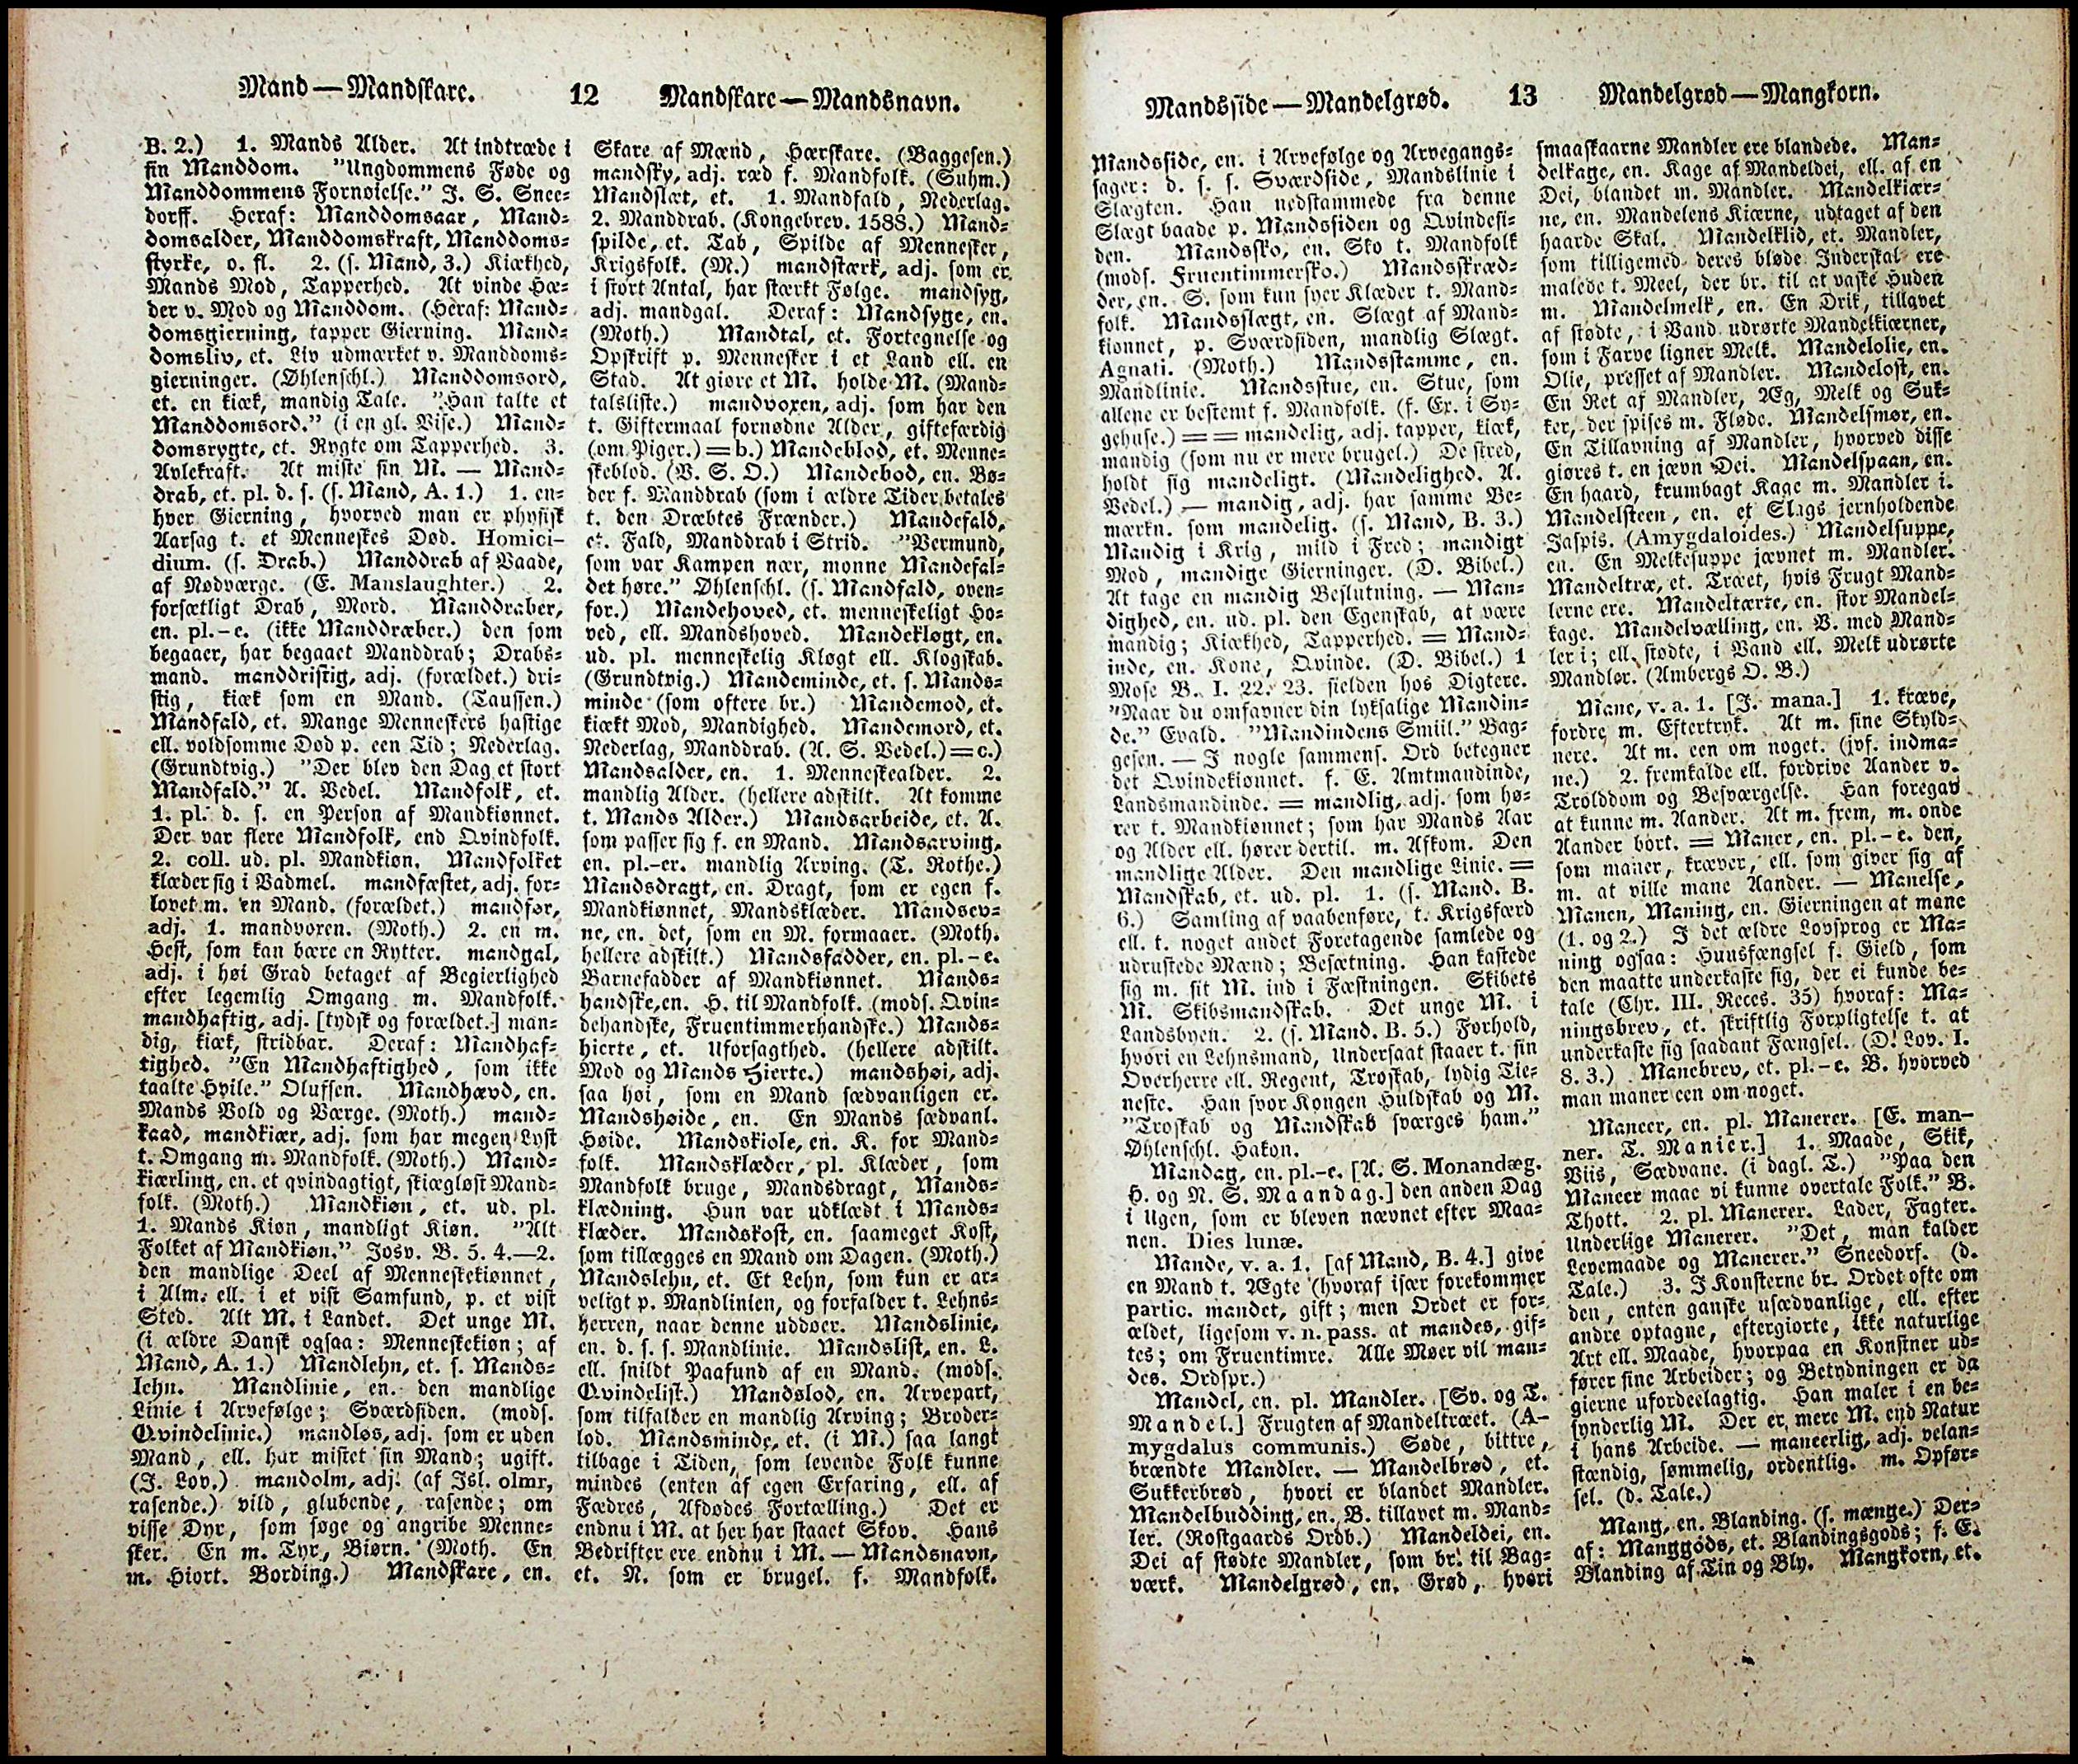 Mand — Mandskare.
12
Mandskare — Mandsnavn.
B. 2.) 1. Mands Alder. At indtræde i
sin Manddom. "Ungdommens Føde og
Manddommens Fornøielse." J. S. Snee-
dorff. Heraf: Manddomsaar, Mand-
domsalder, Manddomskraft, Manddoms-
styrke, o. fl. 2. (s. Mand, 3.) Kiækhed,
Mands Mod, Tapperhed. At vinde Hæ-
der v. Mod og Manddom. (Heraf: Mand-
domsgierning, tapper Gierning. Mand-
domsliv, et. Liv udmærket v. Manddoms-
gierninger. (Øhlenschl.) Manddomsord,
et. en kiæk, mandig Tale. "Han talte et
Manddomsord." (i en gl. Vise.) Mand-
domsrygte, et. Rygte om Tapperhed. 3.
Avlekraft. At miste sin M. — Mand-
drab, et. pl. d. s. (s. Mand, A. 1.) 1. en-
hver Gierning, hvorved man er physisk
Aarsag t. et Menneskes Død. Homici-
dium. (s. Drab.) Manddrab af Vaade,
af Nødværge. (E. Manslaughter.) 2.
forsætligt Drab, Mord. Manddraber,
en. pl. - e. (ikke Manddræber.) den som
begaaer, har begaaet Manddrab; Drabs-
mand. manddristig, adj. (forældet.) dri-
stig, kiæk som en Mand. (Taussen.)
Mandfald, et. Mange Menneskers hastige
ell. voldsomme Død p. een Tid; Nederlag.
(Grundtvig.) "Der blev den Dag et stort
Mandfald." A. Vedel. Mandfolk, et.
1. pl. d. s. en Person af Mandkiønnet.
Der var flere Mandfolk, end Qvindfolk.
2. coll. ud. pl. Mandkiøn. Mandfolket
klæder sig i Vadmel. mandfæstet, adj. for-
lovet m. en Mand. (forældet.) mandfør,
adj. 1. mandvoren. (Moth.) 2. en m.
Hest, som kan bære en Rytter. mandgal,
adj. i høi Grad betaget af Begierlighed
efter legemlig Omgang m. Mandfolk.
mandhaftig, adj. [tydsk og forældet.] man-
dig, kiæk, stridbar. Deraf: Mandhaf-
tighed. "En Mandhaftighed, som ikke
taalte Hvile." Olufsen. Mandhævd, en.
Mands Vold og Værge. (Moth.) mand-
kaad, mandkiær, adj. som har megen Lyst
t. Omgang m. Mandfolk. (Moth.) Mand-
kiærling, en. et qvindagtigt, skiægløst Mand-
folk. (Moth.) Mandkiøn, et. ud. pl.
1. Mands Kiøn, mandligt Kiøn. "Alt
Folket af Mandkiøn." Josv. B. 5. 4.—2.
den mandlige Deel af Menneskekiønnet,
i Alm. ell. i et vist Samfund, p. et vist
Sted. Alt M. i Landet. Det unge M.
(i ældre Dansk ogsaa: Menneskekiøn; af
Mand, A. 1.) Mandlehn, et. s. Mands-
lehn. Mandlinie, en. den mandlige
Linie i Arvefølge; Sværdsiden. (mods.
Qvindelinie.) mandløs, adj. som er uden
Mand, ell. har mistet sin Mand; ugift.
(J. Lov.) mandolm, adj. (af Isl. olmr,
rasende.) vild, glubende, rasende; om
visse Dyr, som søge og angribe Menne-
sker. En m. Tyr, Biørn. (Moth. En
m. Hiort. Bording.) Mandskare, en.
Skare af Mænd, Hærskare. (Baggesen.)
mandsky, adj. ræd f. Mandfolk. (Suhm.)
Mandslæt, et. 1. Mandfald, Nederlag.
2. Manddrab. (Kongebrev. 1588.) Mand-
spilde, et. Tab, Spilde af Mennesker,
Krigsfolk. (M.) mandstærk, adj. som er
i stort Antal, har stærkt Følge. mandsyg,
adj. mandgal. Deraf: Mandsyge, en.
(Moth.) Mandtal, et. Fortegnelse og
Opskrift p. Mennesker i et Land ell. en
Stad. At giøre et M. holde M. (Mand-
talsliste.) mandvoxen, adj. som har den
t. Giftermaal fornødne Alder, giftefærdig
(om Piger.) = b.) Mandeblod, et. Menne-
skeblod. (V. S. O.) Mandebod, en. Bø-
der f. Manddrab (som i ældre Tider betales
t. den Dræbtes Frænder.) Mandefald,
et. Fald, Manddrab i Strid. "Vermund,
som var Kampen nær, monne Mandefal-
det høre." Øhlenschl. (s. Mandfald, oven-
for.) Mandehoved, et. menneskeligt Ho-
ved, ell. Mandshoved. Mandekløgt, en.
ud. pl. menneskelig Kløgt ell. Klogskab.
(Grundtvig.) Mandeminde, et. s. Mands-
minde (som oftere br.) Mandemod, et.
kiækt Mod, Mandighed. Mandemord, et.
Nederlag, Manddrab. (A. S. Vedel.) = c.)
Mandsalder, en. 1. Menneskealder. 2.
mandlig Alder. (hellere adskilt. At komme
t. Mands Alder.) Mandsarbeide, et. A.
som passer sig f. en Mand. Mandsarving,
en. pl.-er. mandlig Arving. (T. Rothe.)
Mandsdragt, en. Dragt, som er egen f.
Mandkiønnet, Mandsklæder. Mandsev-
ne, en. det, som en M. formaaer. (Moth.
hellere adskilt.) Mandsfadder, en. pl. - e.
Barnefadder af Mandkiønnet. Mands-
handske, en. H. til Mandfolk. (mods. Qvin-
dehandske, Fruentimmerhandske.) Mands-
hierte, et. Uforsagthed. (hellere adskilt.
Mod og Mands Hierte.) mandshøi, adj.
saa høi, som en Mand sædvanligen er.
Mandshøide, en. En Mands sædvanl.
Høide. Mandskiole, en. K. for Mand-
folk. Mandsklæder, pl. Klæder, som
Mandfolk bruge, Mandsdragt, Mands-
klædning. Hun var udklædt i Mands-
klæder. Mandskost, en. saameget Kost,
som tillægges en Mand om Dagen. (Moth.)
Mandslehn, et. Et Lehn, som kun er ar-
veligt p. Mandlinien, og forfalder t. Lehns-
herren, naar denne uddøer. Mandslinie,
en. d. s. s. Mandlinie. Mandslist, en. L.
ell. snildt Paafund af en Mand. (mods.
Qvindelist.) Mandslod, en. Arvepart,
som tilfalder en mandlig Arving; Broder-
lod. Mandsminde, et. (i M.) saa langt
tilbage i Tiden, som levende Folk kunne
mindes (enten af egen Erfaring, ell. af
Fædres, Afdødes Fortælling.) Det er
endnu i M. at her har staaet Skov. Hans
Bedrifter ere endnu i M. — Mandsnavn,
et. N. som er brugel. f. Mandfolk.
Mandsside — Mandelgrød.
13
Mandelgrød — Mangkorn.
Mandsside, en. i Arvefølge og Arvegangs-
sager: d. s. s. Sværdside, Mandslinie i
Slægten. Han nedstammede fra denne
Slægt baade p. Mandssiden og Qvindesi-
den. Mandssko, en. Sko t. Mandfolk
(mods. Fruentimmersko.) Mandsskræd-
der, en. S. som kun syer Klæder t. Mand-
folk. Mandsslægt, en. Slægt af Mand-
kiønnet, p. Sværdsiden, mandlig Slægt.
Agnati. (Moth.) Mandsstamme, en.
Mandlinie. Mandsstue, en. Stue, som
allene er bestemt f. Mandfolk. (f. Ex. i Sy-
gehuse.) = = mandelig, adj. tapper, kiæk,
mandig (som nu er mere brugel.) De stred,
holdt sig mandeligt. (Mandelighed. A.
Vedel.) — mandig, adj. har samme Be-
mærkn. som mandelig. (s. Mand, B. 3.)
Mandig i Krig, mild i Fred; mandigt
Mod, mandige Gierninger. (D. Bibel.)
At tage en mandig Beslutning. — Man-
dighed, en. ud. pl. den Egenskab, at være
mandig; Kiækhed, Tapperhed. = Mand-
inde, en. Kone, Qvinde. (D. Bibel.) 1
Mose B. I. 22. 23. sielden hos Digtere.
"Naar du omfavner din lyksalige Mandin-
de." Evald. "Mandindens Smiil." Bag-
gesen. — I nogle sammens. Ord betegner
det Qvindekiønnet. f. E. Amtmandinde,
Landsmandinde. = mandlig, adj. som hø-
rer t. Mandkiønnet; som har Mands Aar
og Alder ell. hører dertil. m. Afkom. Den
mandlige Alder. Den mandlige Linie. =
Mandskab, et. ud. pl. 1. (s. Mand. B.
6.) Samling af vaabenføre, t. Krigsfærd
ell. t. noget andet Foretagende samlede og
udrustede Mænd; Besætning. Han kastede
sig m. sit M. ind i Fæstningen. Skibets
M. Skibsmandskab. Det unge M. i
Landsbyen. 2. (s. Mand. B. 5.) Forhold,
hvori en Lehnsmand, Undersaat staaer t. sin
Overherre ell. Regent, Troskab, lydig Tie-
neste. Han svor Kongen Huldskab og M.
"Troskab og Mandskab sværges ham."
Øhlenschl. Hakon.
Mandag, en. pl.-e. [A. S. Monandæg.
H. og N. S. Maandag.] den anden Dag
i Ugen, som er bleven nævnet efter Maa-
nen. Dies lunæ.
Mande, v. a. 1. [af Mand, B. 4.] give
en Mand t. Ægte (hvoraf især forekommer
partic. mandet, gift; men Ordet er for-
ældet, ligesom v. n. pass. at mandes, gif-
tes; om Fruentimre. Alle Møer vil man-
des. Ordspr.)
Mandel, en. pl. Mandler. [Sv. og T.
Mandel.] Frugten af Mandeltræet. (A-
mygdalus communis.) Søde, bittre,
brændte Mandler. — Mandelbrød, et.
Sukkerbrød, hvori er blandet Mandler.
Mandelbudding, en. B. tillavet m. Mand-
ler. (Rostgaards Ordb.) Mandeldei, en.
Dei af stødte Mandler, som br. til Bag-
værk. Mandelgrød, en. Grød, hvori
smaaskaarne Mandler ere blandede. Man-
delkage, en. Kage af Mandeldei, ell. af en
Dei, blandet m. Mandler. Mandelkiær-
ne, en. Mandelens Kiærne, udtaget af den
haarde Skal. Mandelklid, et. Mandler,
som tilligemed deres bløde Inderskal ere
malede t. Meel, der br. til at vaske Huden
m. Mandelmelk, en. En Drik, tillavet
af stødte, i Vand udrørte Mandelkiærner,
som i Farve ligner Melk. Mandelolie, en.
Olie, presset af Mandler. Mandelost, en.
En Ret af Mandler, Æg, Melk og Suk-
ker, der spises m. Fløde. Mandelsmør, en.
En Tillavning af Mandler, hvorved disse
giøres t. en jævn Dei. Mandelspaan, en.
En haard, krumbagt Kage m. Mandler i.
Mandelsteen, en. et Slags jernholdende
Jaspis. (Amygdaloides.) Mandelsuppe,
en. En Melkesuppe jævnet m. Mandler.
Mandeltræ, et. Træet, hvis Frugt Mand-
lerne ere. Mandeltærte, en. stor Mandel-
kage. Mandelvælling, en. V. med Mand-
ler i; ell. stødte, i Vand ell. Melk udrørte
Mandler. (Ambergs O. B.)
Mane, v. a. 1. [I. mana.] 1. kræve,
fordre m. Eftertryk. At m. sine Skyld-
nere. At m. een om noget. (jvf. indma-
ne.) 2. fremkalde ell. fordrive Aander v.
Trolddom og Besværgelse. Han foregav
at kunne m. Aander. At m. frem, m. onde
Aander bort. = Maner, en. pl. - e. den,
som maner, kræver, ell. som giver sig af
m. at ville mane Aander. — Manelse,
Manen, Maning, en. Gierningen at mane
(1. og 2.) I det ældre Lovsprog er Ma-
ning ogsaa: Huusfængsel f. Gield, som
den maatte underkaste sig, der ei kunde be-
tale (Chr. III. Reces. 35) hvoraf: Ma-
ningsbrev, et. skriftlig Forpligtelse t. at
underkaste sig saadant Fængsel. (D. Lov. I.
8. 3.) Manebrev, et. pl. - e. B. hvorved
man maner een om noget.
Maneer, en. pl. Manerer. [E. man-
ner. T. Manier.] 1. Maade, Skik,
Viis, Sædvane. (i dagl. T.) "Paa den
Maneer maae vi kunne overtale Folk." B.
Thott. 2. pl. Manerer. Lader, Fagter.
Underlige Manerer. "Det, man kalder
Levemaade og Manerer." Sneedorf. (d.
Tale.) 3. I Konsterne br. Ordet ofte om
den, enten ganske usædvanlige, ell. efter
andre optagne, eftergiorte, ikke naturlige
Art ell. Maade, hvorpaa en Konstner ud-
fører sine Arbeider; og Betydningen er da
gierne ufordeelagtig. Han maler i en be-
synderlig M. Der er mere M. end Natur
i hans Arbeide. — maneerlig, adj. velan-
stændig, sømmelig, ordentlig. m. Opfør-
sel. (d. Tale.)
Mang, en. Blanding. (s. mænge.) Der-
af: Manggods, et. Blandingsgods; f. E.
Blanding af Tin og Bly. Mangkorn, et.